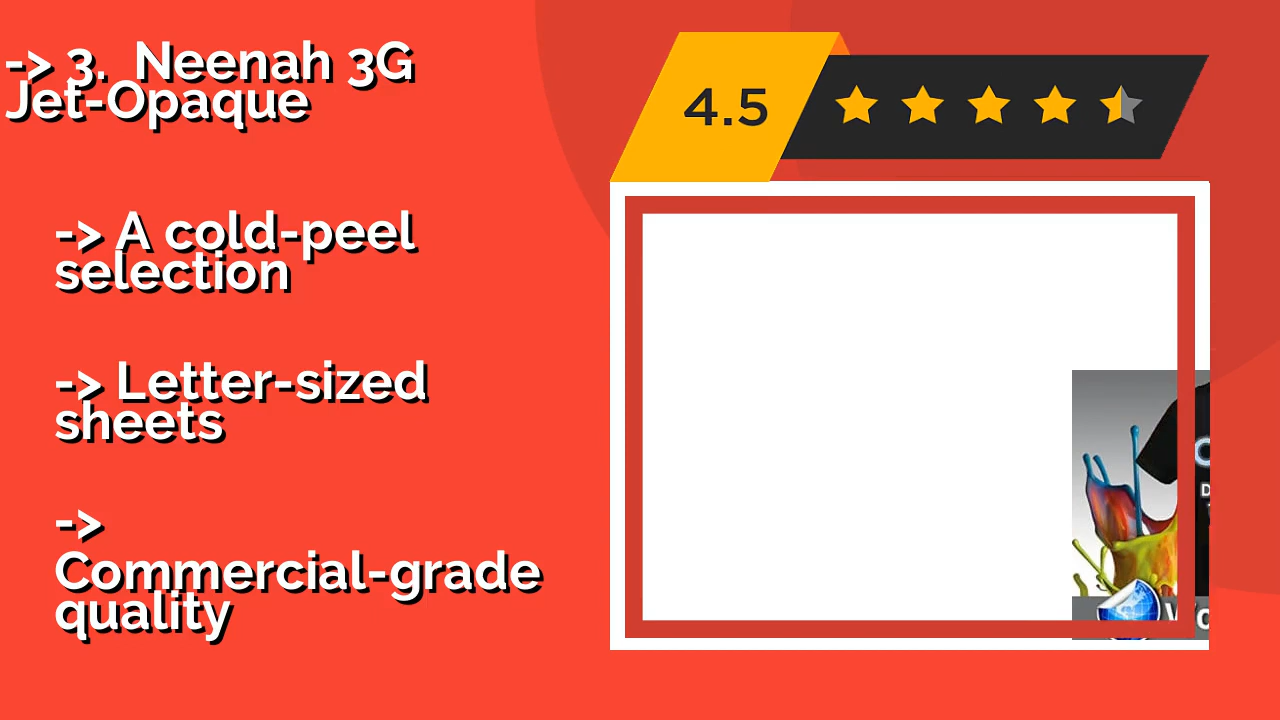 -> 3.  Neenah 3G
Jet-Opaque
4.5
-> A cold-peel
selection
-> Letter-sized
sheets
->
Commercial-grade
quality